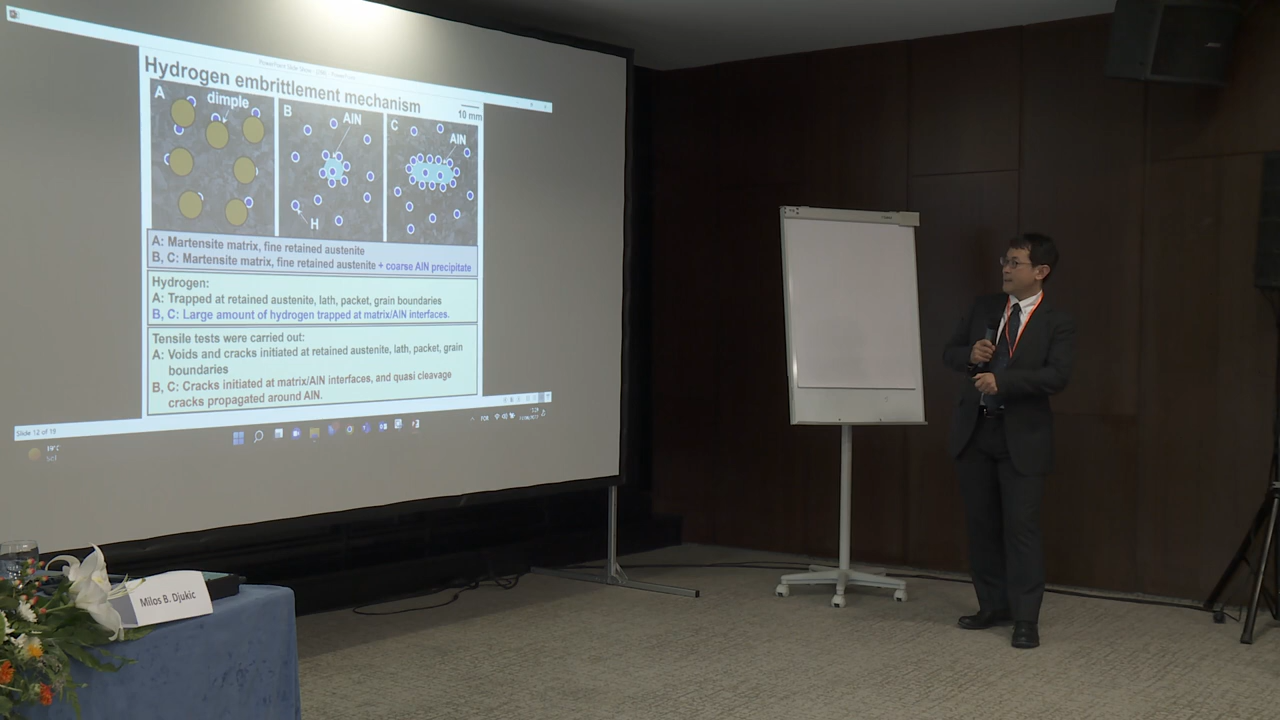 Hydrogen embrittlement mechanism
10 mm
A
dimple
B
AlN
H
C
AlN
A: Martensite matrix, fine retained austenite
B, C: Martensite matrix, fine retained austenite + coarse AlN precipitate
Hydrogen:
A: Trapped at retained austenite, lath, packet, grain boundaries
B, C: Large amount of hydrogen trapped at matrix/AlN interfaces.
Tensile tests were carried out:
A: Voids and cracks initiated at retained austenite, lath, packet, grain
boundaries
B, C: Cracks initiated at matrix/AlN interfaces, and quasi cleavage
cracks propagated around AlN.
Slide 12 of 18
POR
Milos B. Djukic